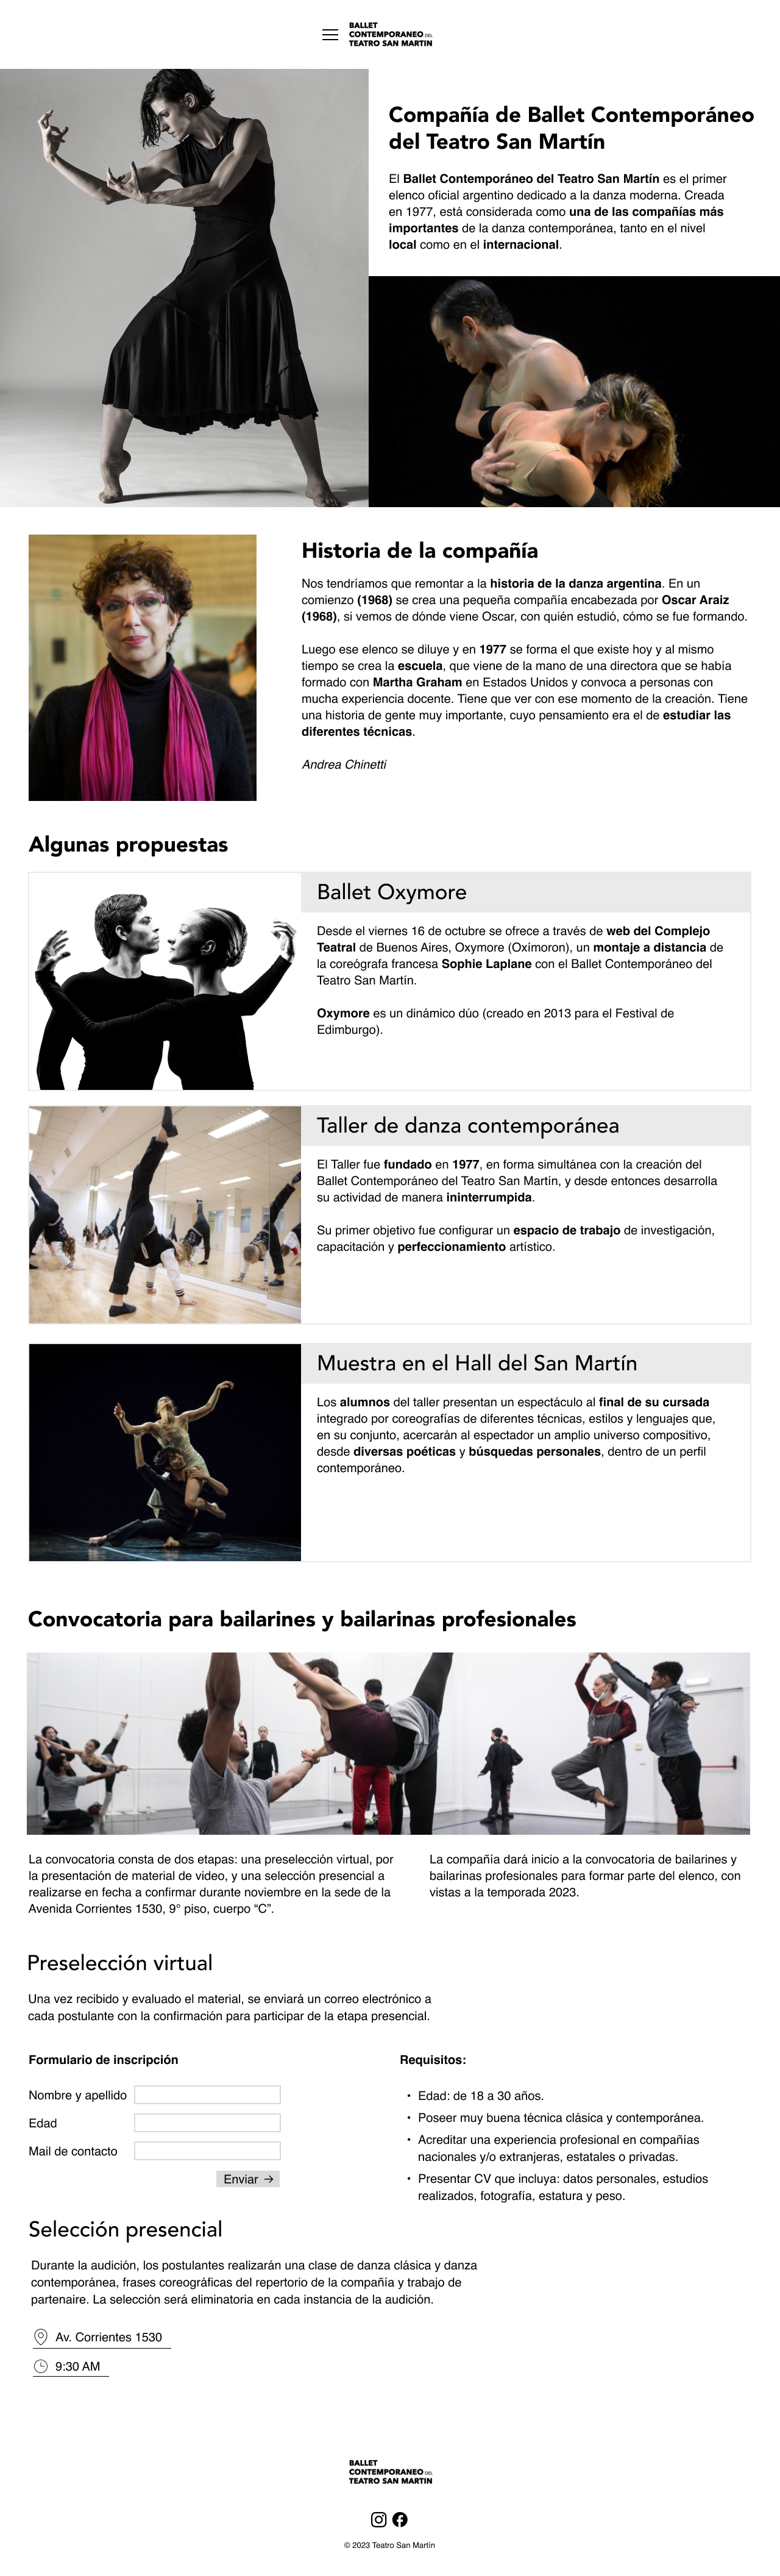 BALLET
CONTEMPORANEO DEL
TEATRO SAN MARTIN
Compañía de Ballet Contemporáneo
del Teatro San Martín
El Ballet Contemporáneo del Teatro San Martín es el primer
elenco oficial argentino dedicado a la danza moderna. Creada
en 1977, está considerada como una de las compañías más
importantes de la danza contemporánea, tanto en el nivel
local como en el internacional.
Historia de la compañía
Nos tendríamos que remontar a la historia de la danza argentina. En un
comienzo (1968) se crea una pequeña compañía encabezada por Oscar Araiz
(1968), si vemos de dónde viene Oscar, con quién estudió, cómo se fue formando.
Luego ese elenco se diluye y en 1977 se forma el que existe hoy y al mismo
tiempo se crea la escuela, que viene de la mano de una directora que se había
formado con Martha Graham en Estados Unidos y convoca a personas con
mucha experiencia docente. Tiene que ver con ese momento de la creación. Tiene
una historia de gente muy importante, cuyo pensamiento era el de estudiar las
diferentes técnicas.
Andrea Chinetti
Algunas propuestas
Ballet Oxymore
Desde el viernes 16 de octubre se ofrece a través de web del Complejo
Teatral de Buenos Aires, Oxymore (Oxímoron), un montaje a distancia de
la coreógrafa francesa Sophie Laplane con el Ballet Contemporáneo del
Teatro San Martín.
Oxymore es un dinámico dúo (creado en 2013 para el Festival de
Edimburgo).
Taller de danza contemporánea
El Taller fue fundado en 1977, en forma simultánea con la creación del
Ballet Contemporáneo del Teatro San Martín, y desde entonces desarrolla
su actividad de manera ininterrumpida.
Su primer objetivo fue configurar un espacio de trabajo de investigación,
capacitación y perfeccionamiento artístico.
Muestra en el Hall del San Martín
Los alumnos del taller presentan un espectáculo al final de su cursada
integrado por coreografías de diferentes técnicas, estilos y lenguajes que,
en su conjunto, acercarán al espectador un amplio universo compositivo,
desde diversas poéticas y búsquedas personales, dentro de un perfil
contemporáneo.
Convocatoria para bailarines y bailarinas profesionales
La convocatoria consta de dos etapas: una preselección virtual, por
la presentación de material de video, y una selección presencial a
realizarse en fecha a confirmar durante noviembre en la sede de la
Avenida Corrientes 1530, 9° piso, cuerpo “C”.
La compañía dará inicio a la convocatoria de bailarines y
bailarinas profesionales para formar parte del elenco, con
vistas a la temporada 2023.
Preselección virtual
Una vez recibido y evaluado el material, se enviará un correo electrónico a
cada postulante con la confirmación para participar de la etapa presencial.
Formulario de inscripción
Nombre y apellido
Edad
Mail de contacto
Enviar →
Requisitos:
• Edad: de 18 a 30 años.
• Poseer muy buena técnica clásica y contemporánea.
• Acreditar una experiencia profesional en compañías
nacionales y/o extranjeras, estatales o privadas.
• Presentar CV que incluya: datos personales, estudios
realizados, fotografía, estatura y peso.
Selección presencial
Durante la audición, los postulantes realizarán una clase de danza clásica y danza
contemporánea, frases coreográficas del repertorio de la compañía y trabajo de
partenaire. La selección será eliminatoria en cada instancia de la audición.
Av. Corrientes 1530
9:30 AM
BALLET
CONTEMPORANEO DEL
TEATRO SAN MARTIN
© 2023 Teatro San Martín